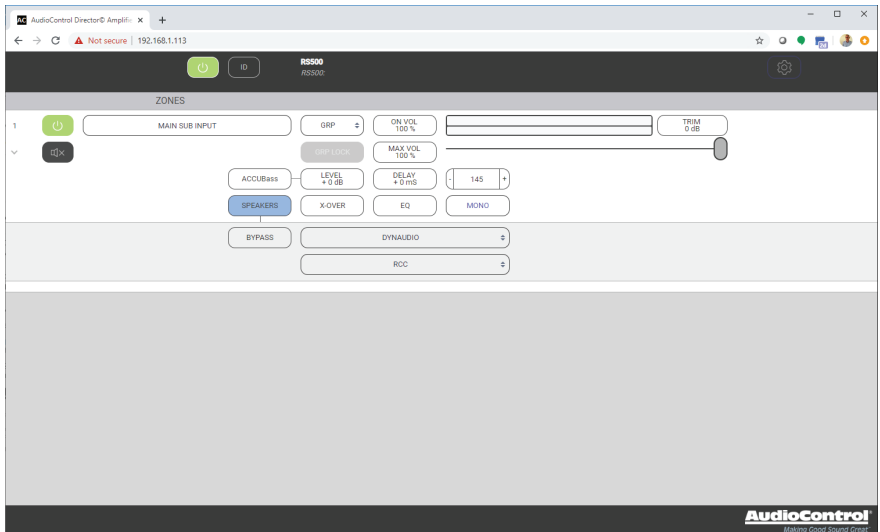 AC AudioControl Director© Amplifie
Not secure | 192.168.1.113
ID
RS500
RS500:
ZONES
1 MAIN SUB INPUT GRP ON VOL 100 % TRIM 0 dB
GRP LOCK MAX VOL 100 %
ACCUBass LEVEL + 0 dB DELAY + 0 mS - 145 +
SPEAKERS X-OVER EQ MONO
BYPASS DYNAUDIO
RCC
AudioControl®
Making Good Sound Great™